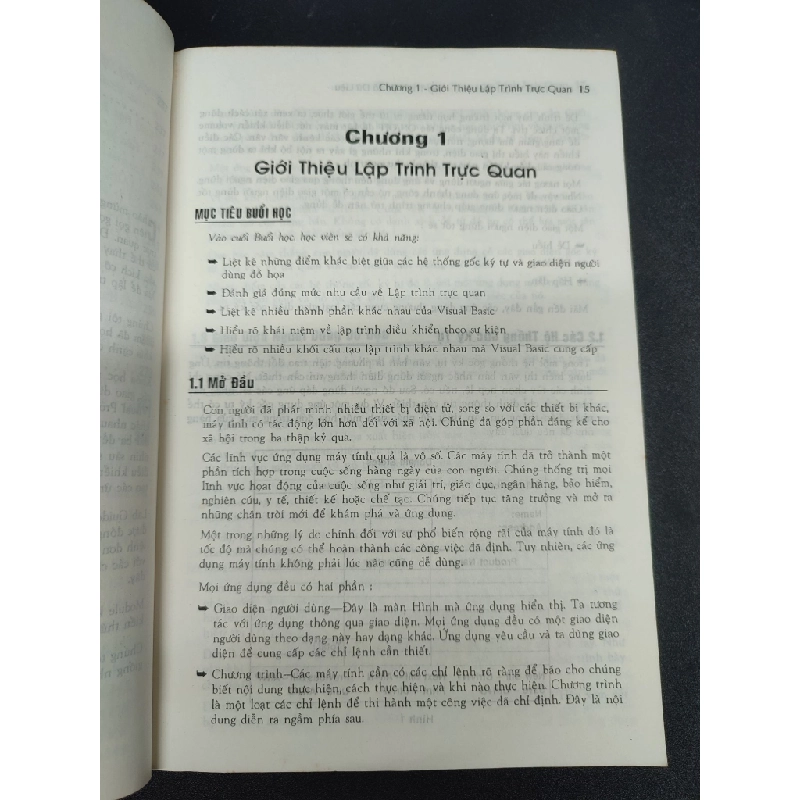 Chương 1 - Giới Thiệu Lập Trình Trực Quan 15
Chương 1
Giới Thiệu Lập Trình Trực Quan
MỤC TIÊU BUỔI HỌC
Vào cuối Buổi học học viên sẽ có khả năng:
➥ Liệt kê những điểm khác biệt giữa các hệ thống gốc ký tự và giao diện người
dùng đồ họa
➥ Đánh giá đúng mức nhu cầu về Lập trình trực quan
➥ Liệt kê nhiều thành phần khác nhau của Visual Basic
➥ Hiểu rõ khái niệm về lập trình điều khiển theo sự kiện
➥ Hiểu rõ nhiều khối cấu tạo lập trình khác nhau mà Visual Basic cung cấp
1.1 Mở Đầu
Con người đã phát minh nhiều thiết bị điện tử, song so với các thiết bị khác,
máy tính có tác động lớn hơn đối với xã hội. Chúng đã góp phần đáng kể cho
xã hội trong ba thập kỷ qua.
Các lĩnh vực ứng dụng máy tính quả là vô số. Các máy tính đã trở thành một
phần tích hợp trong cuộc sống hàng ngày của con người. Chúng thống trị mọi
lĩnh vực hoạt động của cuộc sống như giải trí, giáo dục, ngân hàng, bảo hiểm,
nghiên cứu, y tế, thiết kế hoặc chế tạo. Chúng tiếp tục tăng trưởng và mở ra
những chân trời mới để khám phá và ứng dụng.
Một trong những lý do chính đối với sự phổ biến rộng rãi của máy tính đó là
tốc độ mà chúng có thể hoàn thành các công việc đã định. Tuy nhiên, các ứng
dụng máy tính không phải lúc nào cũng dễ dùng.
Mọi ứng dụng đều có hai phần :
➥ Giao diện người dùng—Đây là màn Hình mà ứng dụng hiển thị. Ta tương
tác với ứng dụng thông qua giao diện. Mọi ứng dụng đều có một giao diện
người dùng theo dạng này hay dạng khác. Ứng dụng yêu cầu và ta dùng giao
diện để cung cấp các chỉ lệnh cần thiết.
➥ Chương trình—Các máy tính cần có các chỉ lệnh rõ ràng để báo cho chúng
biết nội dung thực hiện, cách thực hiện, và khi nào thực hiện. Chương trình
là một loạt các chỉ lệnh để thi hành một công việc đã chỉ định. Đây là nội
dung diễn ra ngầm phía sau.